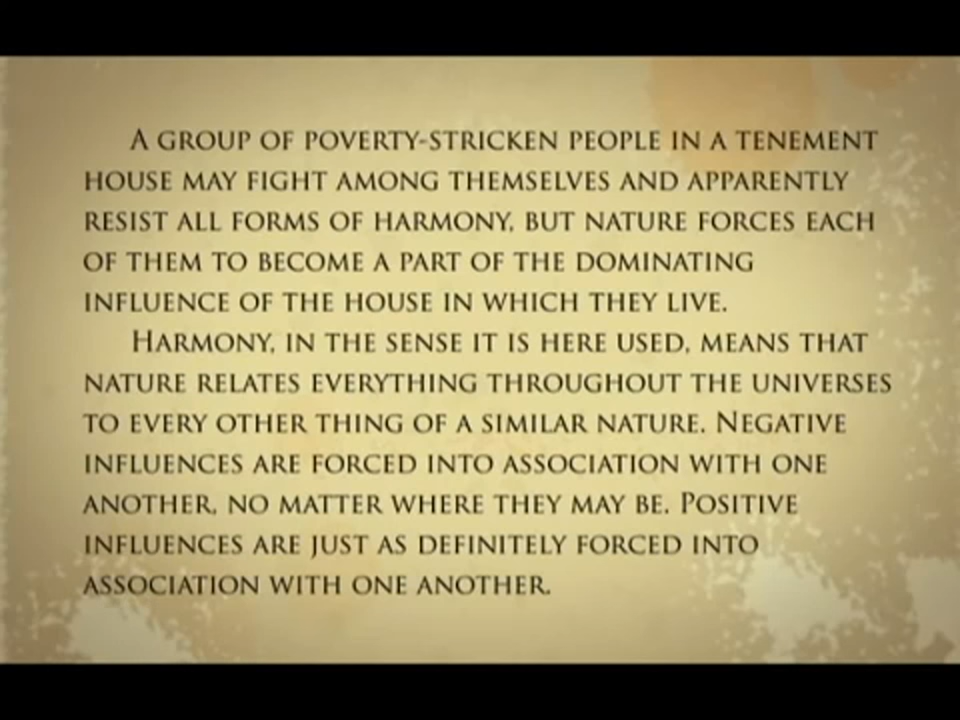 A GROUP OF POVERTY-STRICKEN PEOPLE IN A TENEMENT
HOUSE MAY FIGHT AMONG THEMSELVES AND APPARENTLY
RESIST ALL FORMS OF HARMONY, BUT NATURE FORCES EACH
OF THEM TO BECOME A PART OF THE DOMINATING
INFLUENCE OF THE HOUSE IN WHICH THEY LIVE.
HARMONY, IN THE SENSE IT IS HERE USED, MEANS THAT
NATURE RELATES EVERYTHING THROUGHOUT THE UNIVERSES
TO EVERY OTHER THING OF A SIMILAR NATURE. NEGATIVE
INFLUENCES ARE FORCED INTO ASSOCIATION WITH ONE
ANOTHER, NO MATTER WHERE THEY MAY BE. POSITIVE
INFLUENCES ARE JUST AS DEFINITELY FORCED INTO
ASSOCIATION WITH ONE ANOTHER.